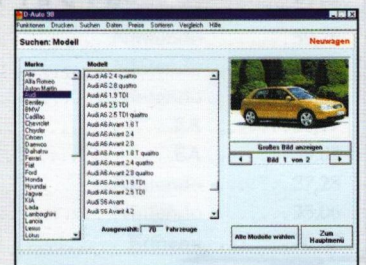 D-Auto 98
Funktionen Drucken Suchen Daten Preise Sortieren Vergleich Hilfe
Suchen: Modell
Neuwagen
Marke
Alle
Alfa Romeo
Aston Martin
Audi
Bentley
BMW
Cadillac
Chevrolet
Chrysler
Citroen
Daewoo
Daihatsu
Ferrari
Fiat
Ford
Honda
Hyundai
Jaguar
KIA
Lada
Lamborghini
Lancia
Lexus
Lotus
Modell
Audi A6 2.4 quattro
Audi A6 2.8 quattro
Audi A6 1.9 TDI
Audi A6 2.5 TDI
Audi A6 2.5 TDI quattro
Audi A6 Avant 1.8 T
Audi A6 Avant 2.4
Audi A6 Avant 2.8
Audi A6 Avant 1.8 T quattro
Audi A6 Avant 2.4 quattro
Audi A6 Avant 2.8 quattro
Audi A6 Avant 1.9 TDI
Audi A6 Avant 2.5 TDI
Audi S6 Avant
Audi S6 Avant 4.2
Ausgewählt: 70 Fahrzeuge
Großes Bild anzeigen
Bild 1 von 2
Alle Modelle wählen
Zum
Hauptmenü